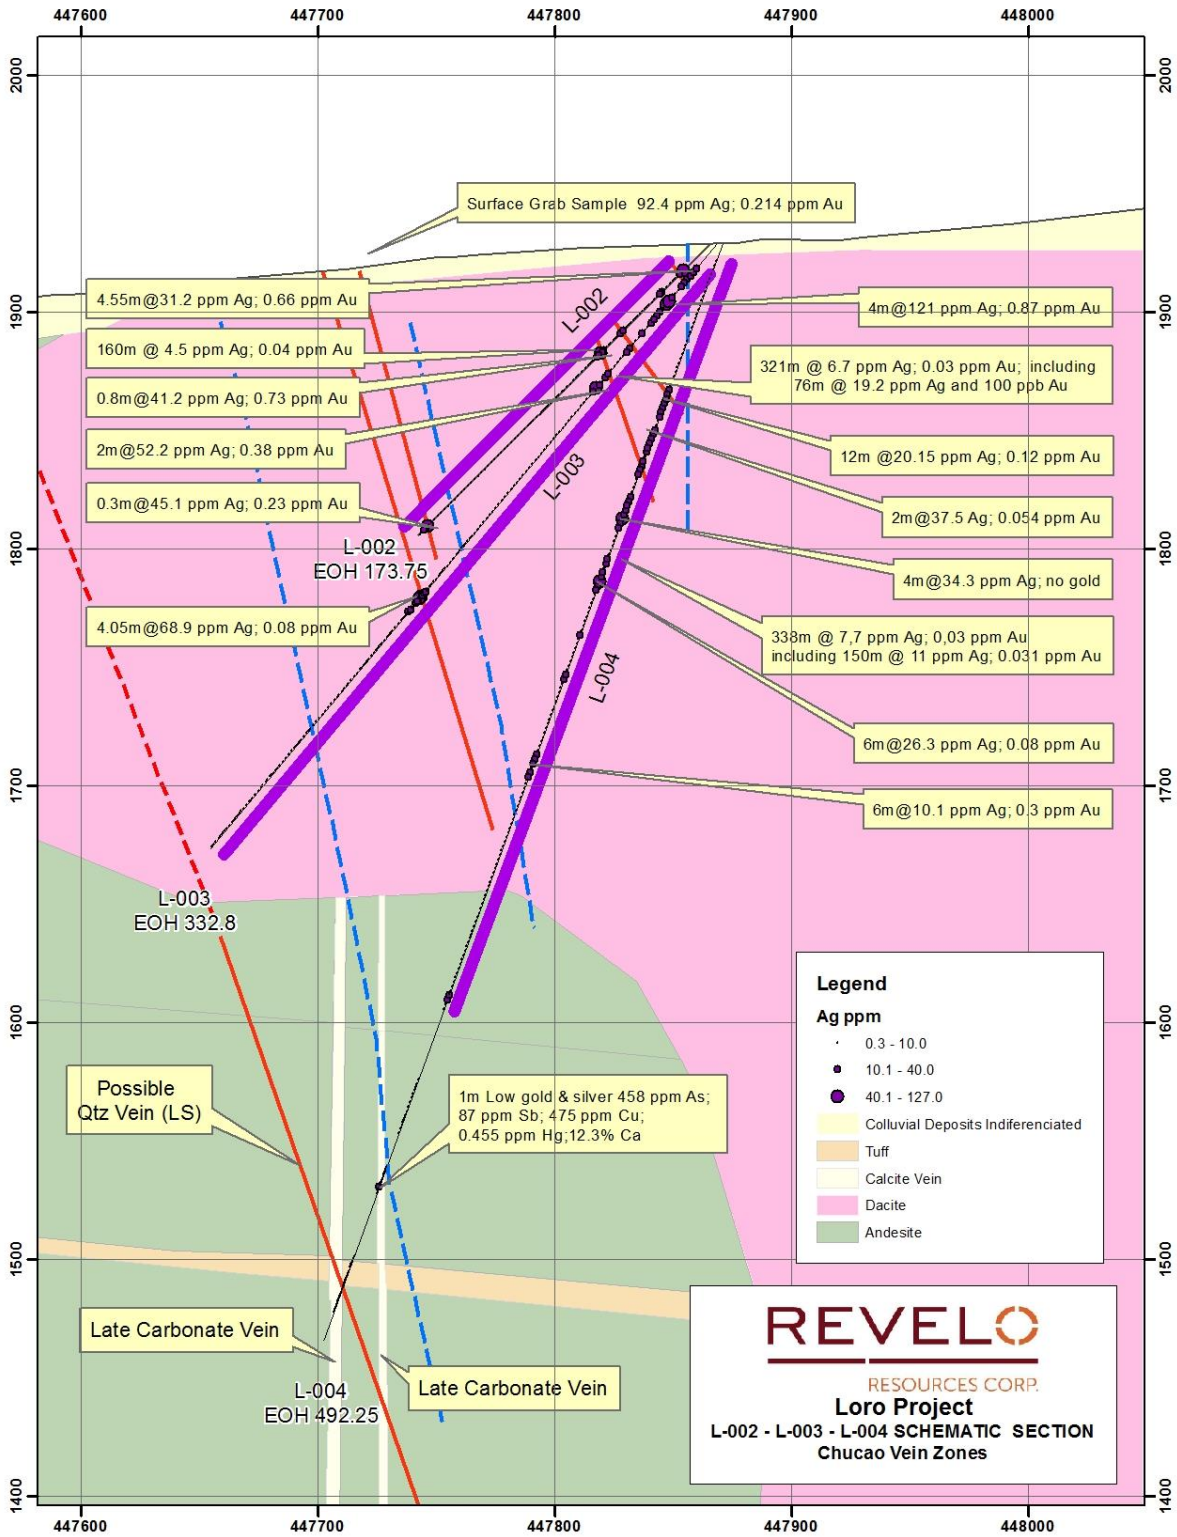 447600 447700 447800 447900 448000
2000 2000
Surface Grab Sample 92.4 ppm Ag; 0.214 ppm Au
4.55m@31.2 ppm Ag; 0.66 ppm Au
L-002
4m@121 ppm Ag; 0.87 ppm Au
1900 1900
160m @ 4.5 ppm Ag; 0.04 ppm Au
321m @ 6.7 ppm Ag; 0.03 ppm Au; including
76m @ 19.2 ppm Ag and 100 ppb Au
0.8m@41.2 ppm Ag; 0.73 ppm Au
2m@52.2 ppm Ag; 0.38 ppm Au
12m @20.15 ppm Ag; 0.12 ppm Au
L-003
0.3m@45.1 ppm Ag; 0.23 ppm Au
2m@37.5 Ag; 0.054 ppm Au
L-002
EOH 173.75
1800 1800
4m@34.3 ppm Ag; no gold
4.05m@68.9 ppm Ag; 0.08 ppm Au
338m @ 7,7 ppm Ag; 0,03 ppm Au
including 150m @ 11 ppm Ag; 0.031 ppm Au
L-004
6m@26.3 ppm Ag; 0.08 ppm Au
1700 1700
6m@10.1 ppm Ag; 0.3 ppm Au
L-003
EOH 332.8
1600 1600
Legend
Ag ppm
0.3 - 10.0
10.1 - 40.0
40.1 - 127.0
Colluvial Deposits Indiferenciated
Tuff
Calcite Vein
Dacite
Andesite
Possible
Qtz Vein (LS)
1m Low gold & silver 458 ppm As;
87 ppm Sb; 475 ppm Cu;
0.455 ppm Hg;12.3% Ca
1500 1500
Late Carbonate Vein
Late Carbonate Vein
L-004
EOH 492.25
REVELO
RESOURCES CORP.
Loro Project
L-002 - L-003 - L-004 SCHEMATIC SECTION
Chucao Vein Zones
1400 1400
447600 447700 447800 447900 448000